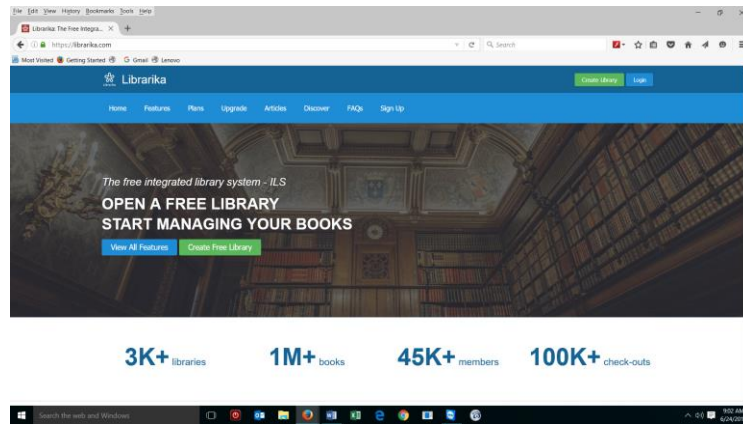 File Edit View History Bookmarks Tools Help
Librarika: The Free Integra...
https://librarika.com
Search
Most Visited Getting Started Gmail Lenovo
Librarika
Create Library Login
Home Features Plans Upgrade Articles Discover FAQs Sign Up
The free integrated library system - ILS
OPEN A FREE LIBRARY
START MANAGING YOUR BOOKS
View All Features Create Free Library
3K+ libraries 1M+ books 45K+ members 100K+ check-outs
Search the web and Windows
9:02 AM